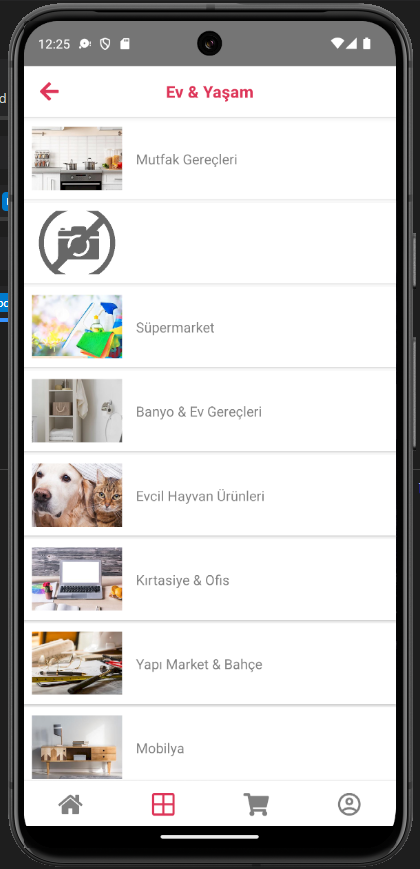 12:25
Ev & Yaşam
Mutfak Gereçleri
Süpermarket
Banyo & Ev Gereçleri
Evcil Hayvan Ürünleri
Kırtasiye & Ofis
Yapı Market & Bahçe
Mobilya